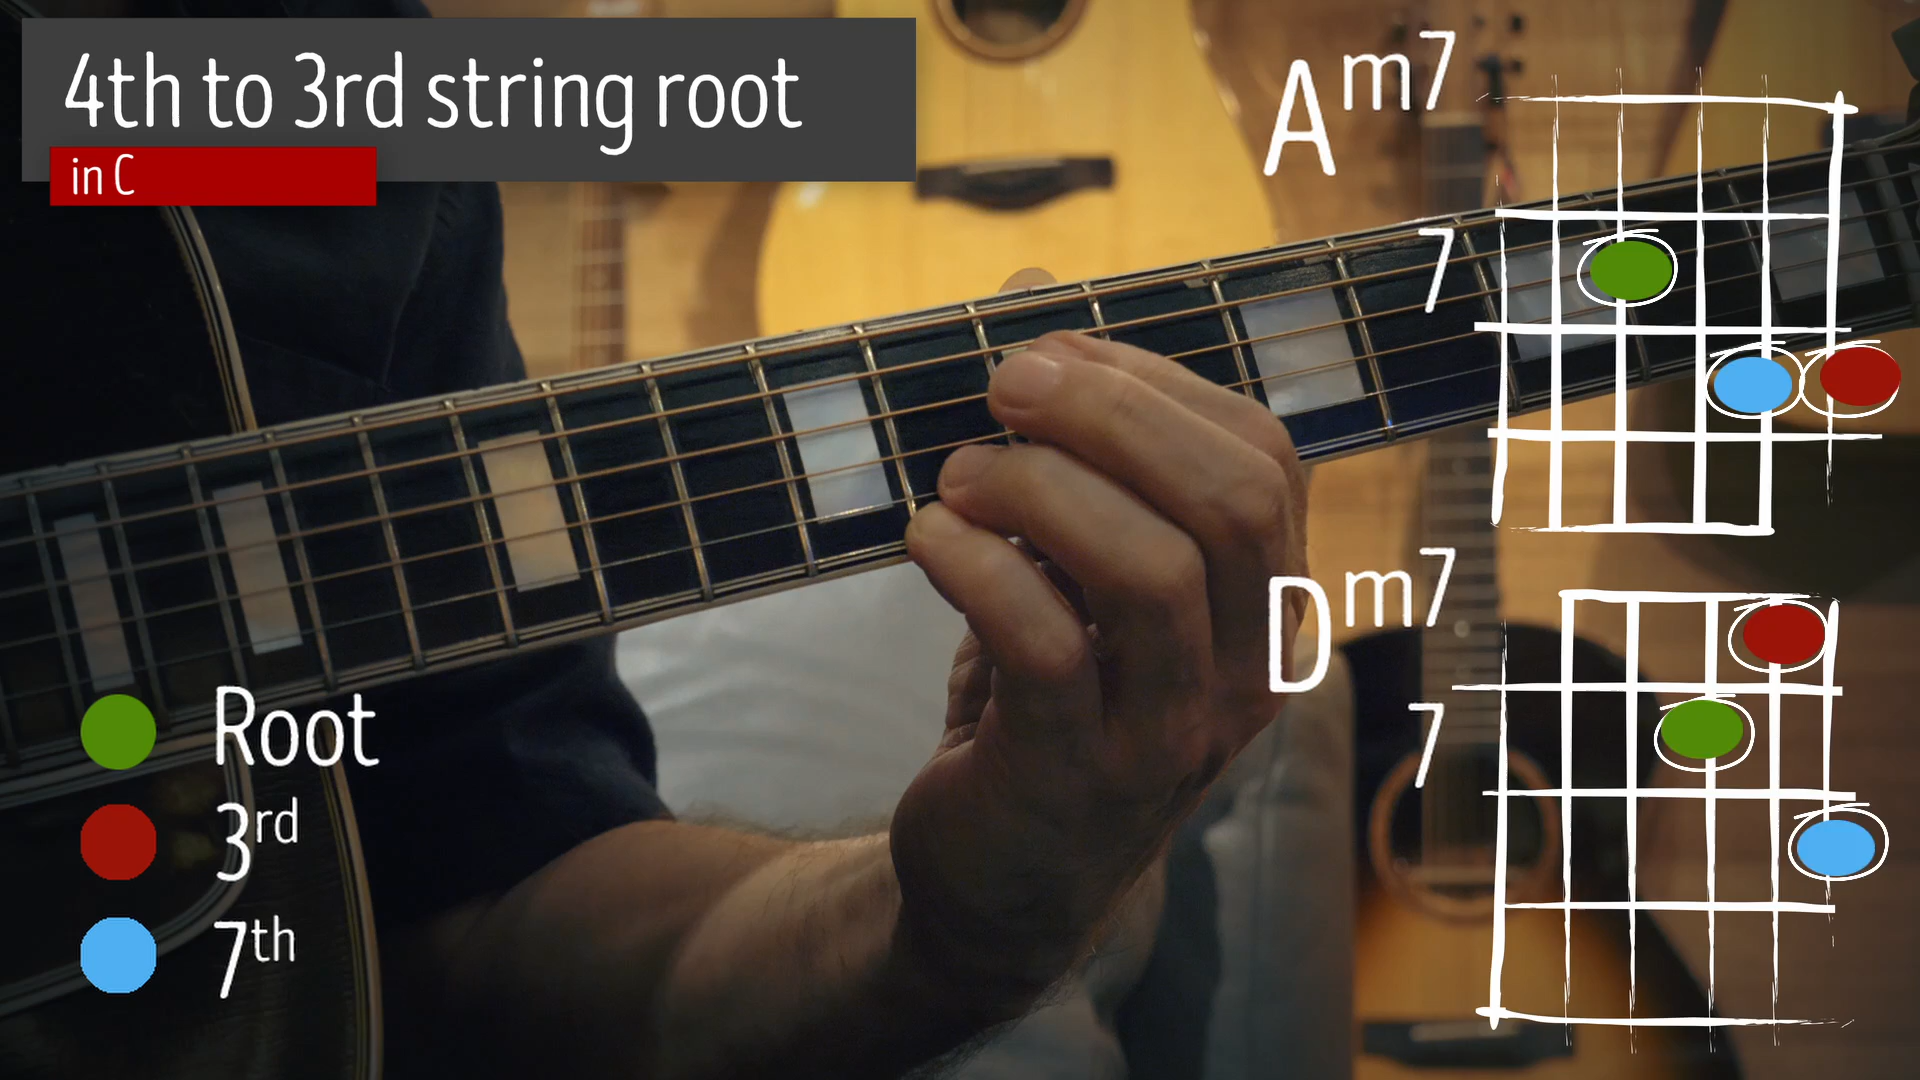 4th to 3rd string root
in C
Am7
7
Dm7
7
Root
3rd
7th